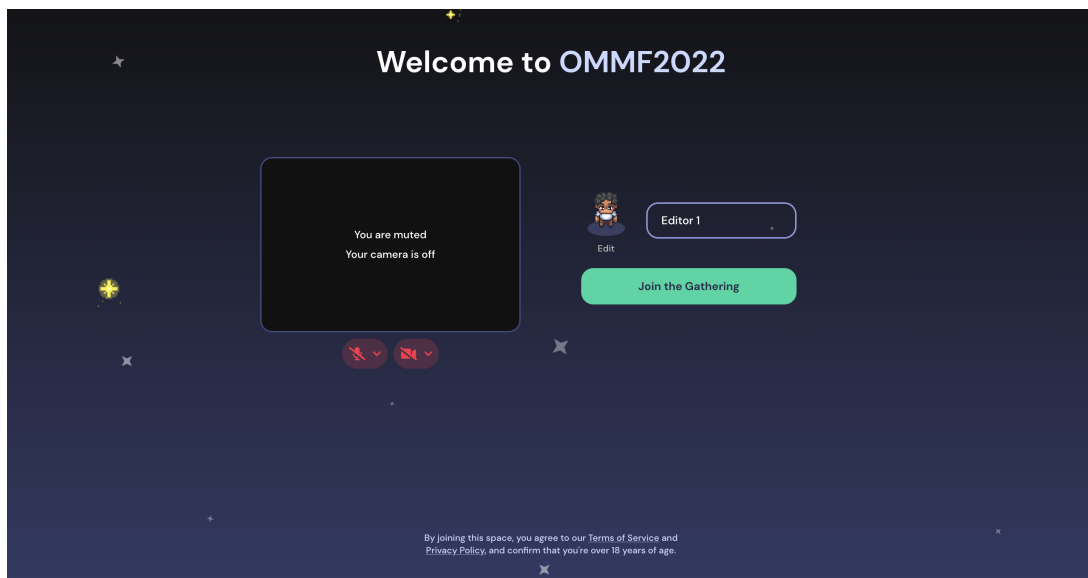 Welcome to OMMF2022
You are muted
Your camera is off
Editor 1
Edit
Join the Gathering
By joining this space, you agree to our Terms of Service and
Privacy Policy, and confirm that you're over 18 years of age.